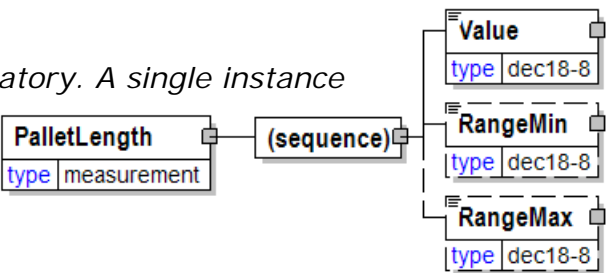 Value
type dec18-8
atory. A single instance
RangeMin
PalletLength (sequence)
type dec18-8
type measurement
RangeMax
type dec18-8